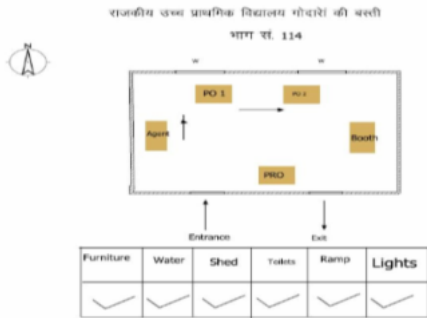 राजकीय उच्च प्राथमिक विद्यालय गोदारों की बस्ती
भाग सं. 114
N
W W
PO 1 PO 2
Agent Booth
PRO
Entrance Exit
Furniture Water Shed Toilets Ramp Lights